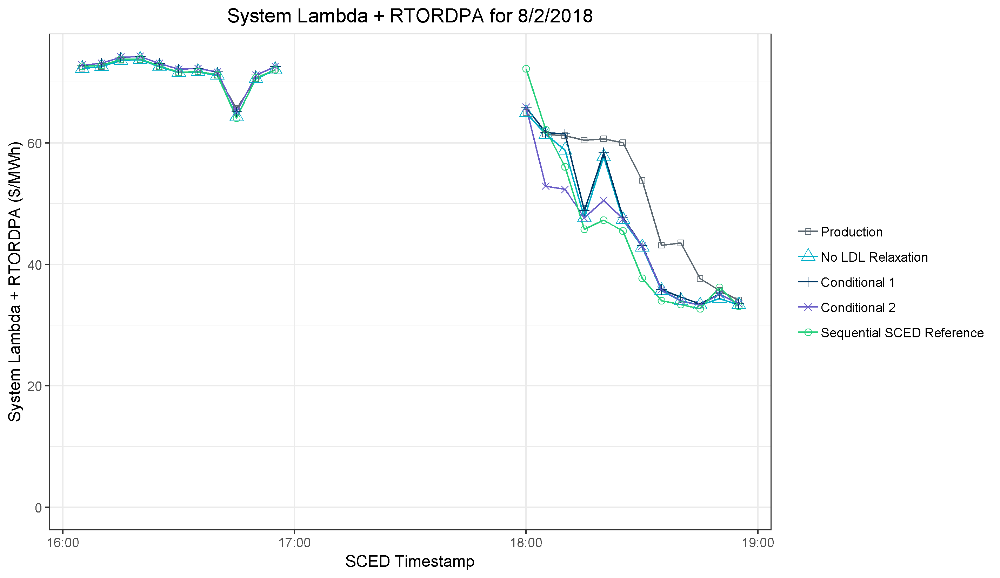 System Lambda + RTORDPA for 8/2/2018
System Lambda + RTORDPA ($/MWh)
60
40
20
0
16:00 17:00 18:00 19:00
SCED Timestamp
Production
No LDL Relaxation
Conditional 1
Conditional 2
Sequential SCED Reference